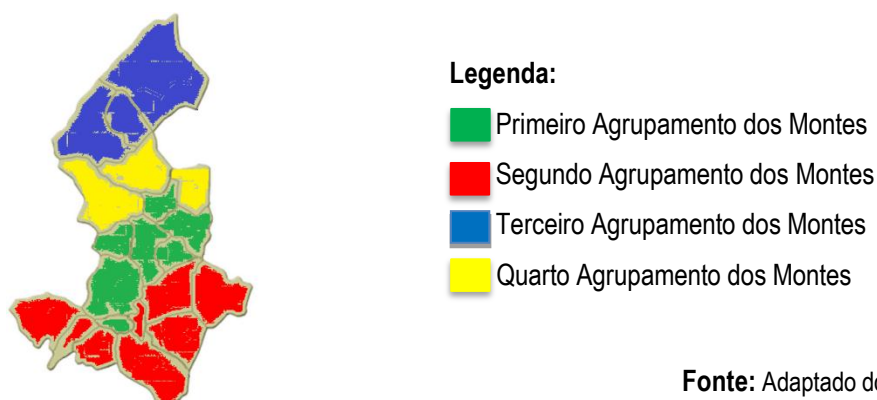 Legenda:
Primeiro Agrupamento dos Montes
Segundo Agrupamento dos Montes
Terceiro Agrupamento dos Montes
Quarto Agrupamento dos Montes
Fonte: Adaptado